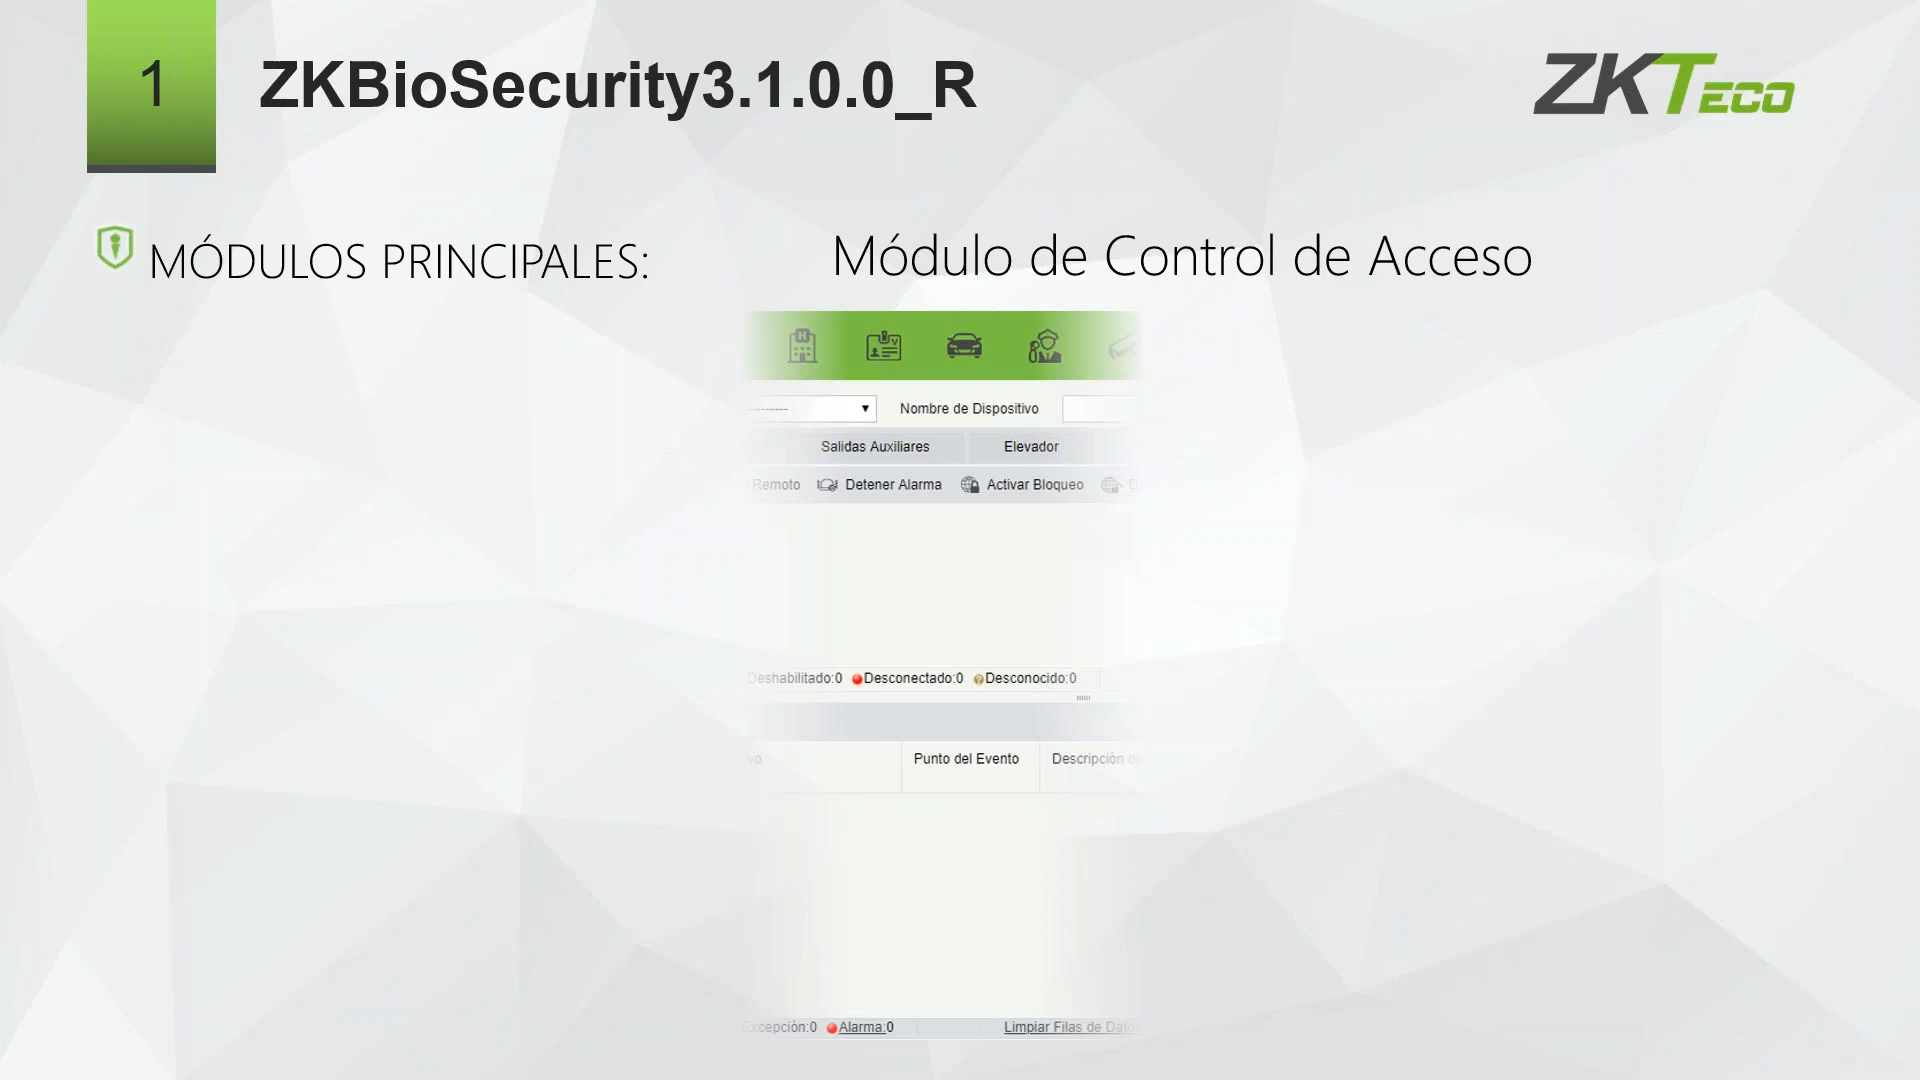 1
ZKBioSecurity3.1.0.0_R
ZKTECO
MÓDULOS PRINCIPALES:
Módulo de Control de Acceso
---------
Nombre de Dispositivo
Salidas Auxiliares
Elevador
Remoto
Detener Alarma
Activar Bloqueo
Deshabilitado:0
Desconectado:0
Desconocido:0
Punto del Evento
Descripción de
Excepción:0
Alarma:0
Limpiar Filas de Datos